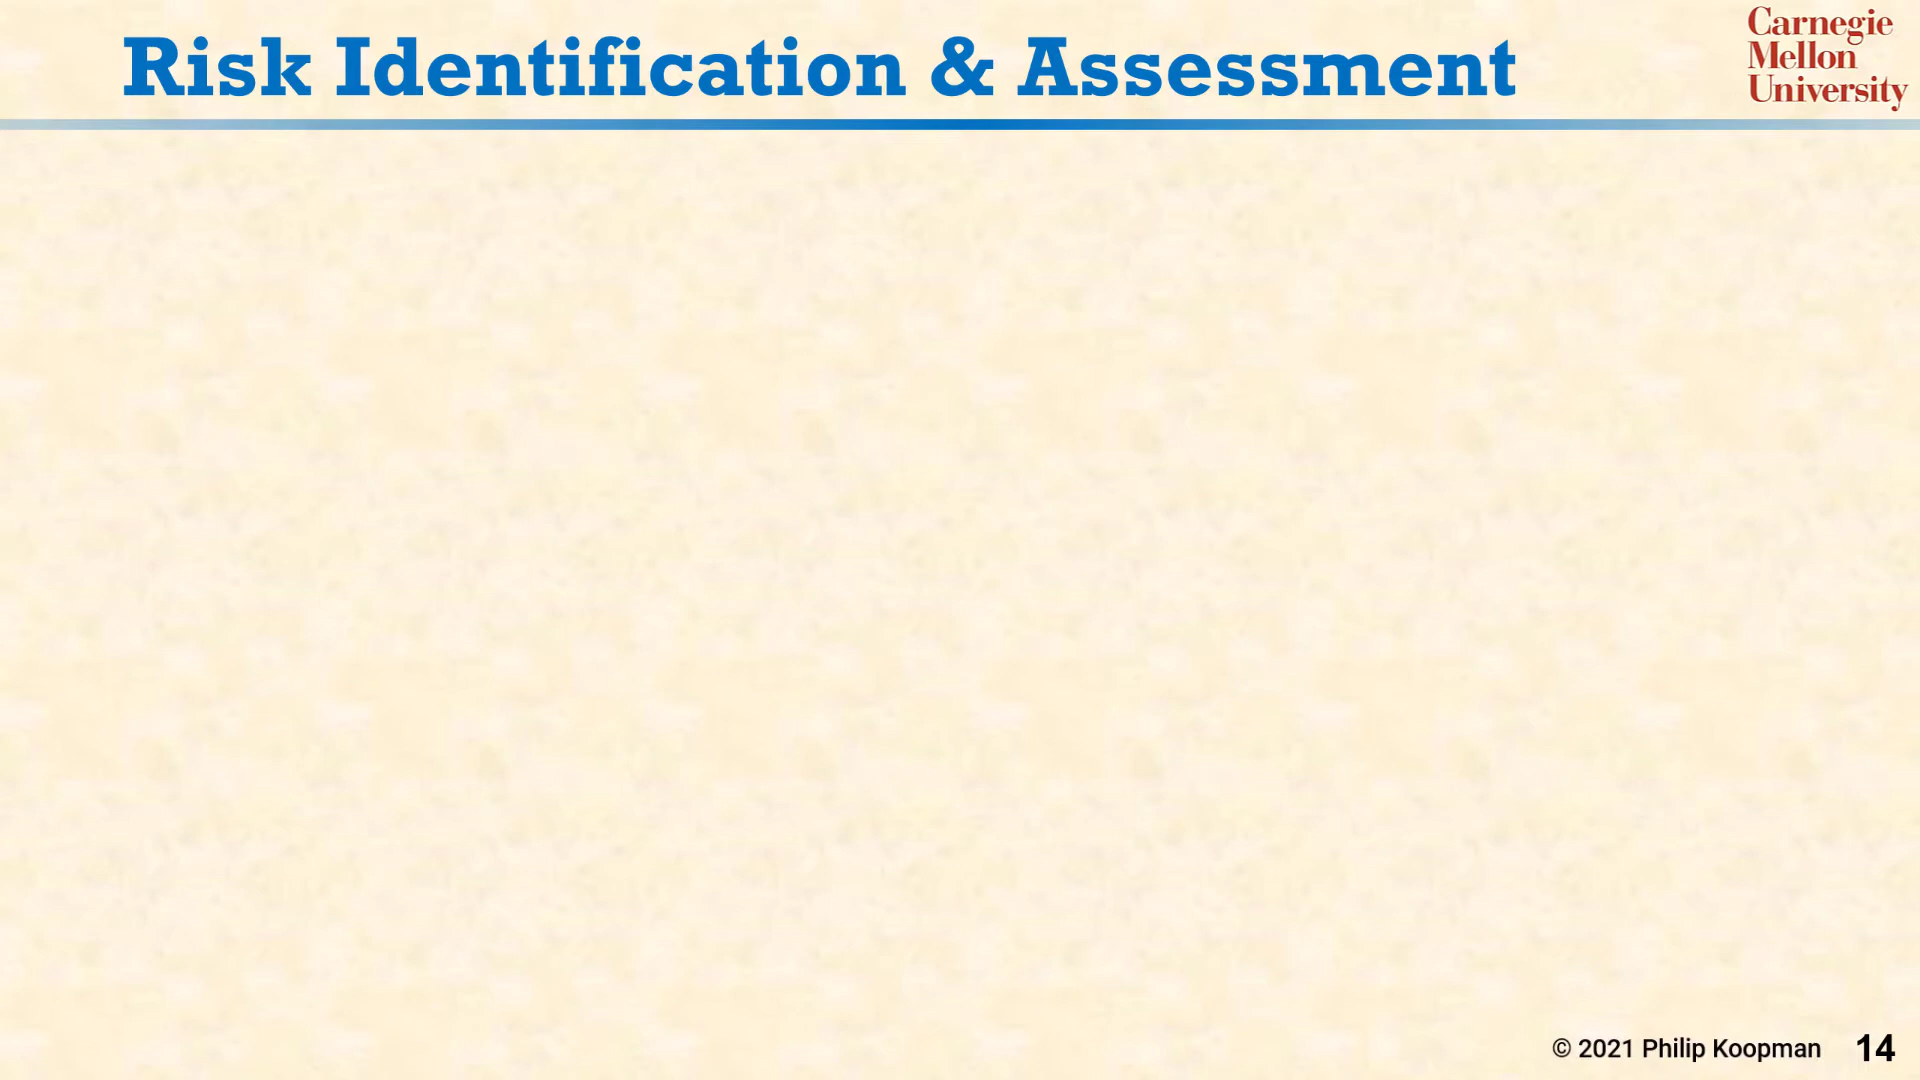 Risk Identification & Assessment
Carnegie
Mellon
University
© 2021 Philip Koopman 14